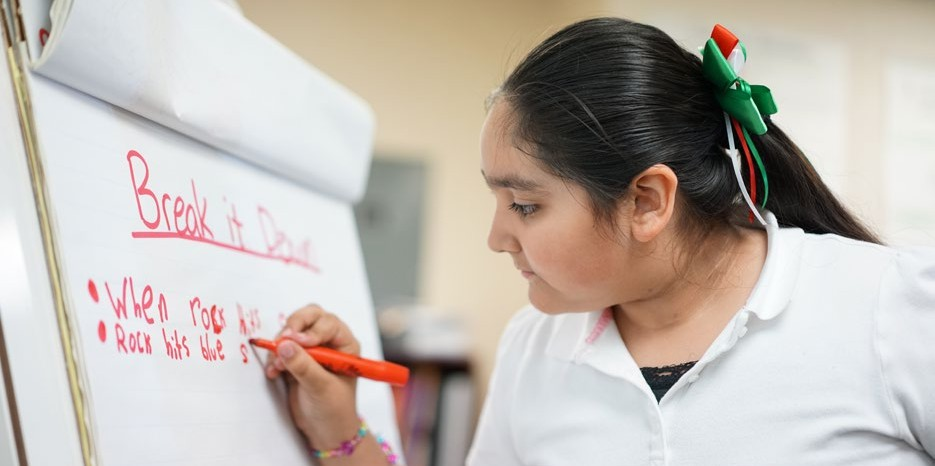 Break it Down
• When rock hits
• Rock hits blue s